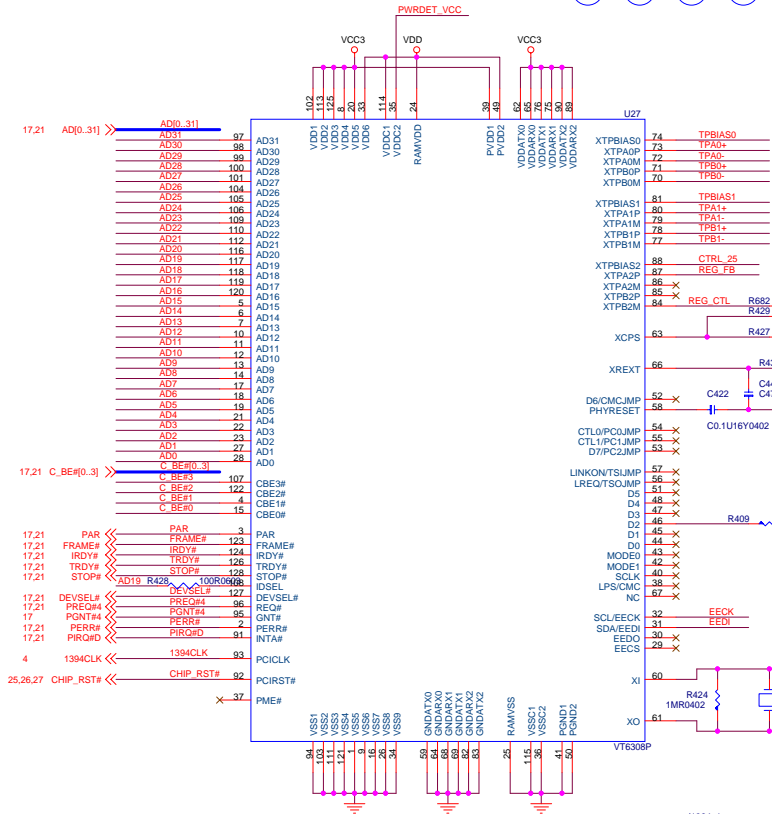 PWRDET_VCC
VCC3 VDD VCC3
102 113 125 8 20 33 114 35 24 39 49 62 65 76 75 90 89
U27
VDD1 VDD2 VDD3 VDD4 VDD5 VDD6 VDDC1 VDDC2 RAMVDD PVDD1 PVDD2 VDDATX0 VDDARX0 VDDATX1 VDDARX1 VDDATX2 VDDARX2
17,21 AD[0..31] AD[0..31]
AD31 97 AD31
AD30 98 AD30
AD29 99 AD29
AD28 100 AD28
AD27 101 AD27
AD26 104 AD26
AD25 105 AD25
AD24 106 AD24
AD23 109 AD23
AD22 110 AD22
AD21 112 AD21
AD20 116 AD20
AD19 117 AD19
AD18 118 AD18
AD17 119 AD17
AD16 120 AD16
AD15 5 AD15
AD14 6 AD14
AD13 7 AD13
AD12 10 AD12
AD11 11 AD11
AD10 12 AD10
AD9 13 AD9
AD8 14 AD8
AD7 17 AD7
AD6 18 AD6
AD5 19 AD5
AD4 21 AD4
AD3 22 AD3
AD2 23 AD2
AD1 27 AD1
AD0 28 AD0
17,21 C_BE#[0..3] C_BE#[0..3]
C_BE#3 107 CBE3#
C_BE#2 122 CBE2#
C_BE#1 4 CBE1#
C_BE#0 15 CBE0#
17,21 PAR PAR 3 PAR
17,21 FRAME# FRAME# 123 FRAME#
17,21 IRDY# IRDY# 124 IRDY#
17,21 TRDY# TRDY# 126 TRDY#
17,21 STOP# STOP# 128 STOP#
AD19 R428 100R0603 108 IDSEL
17,21 DEVSEL# DEVSEL# 127 DEVSEL#
17,21 PREQ#4 PREQ#4 96 REQ#
17 PGNT#4 PGNT#4 95 GNT#
17,21 PERR# PERR# 2 PERR#
17,21 PIRQ#D PIRQ#D 91 INTA#
4 1394CLK 1394CLK 93 PCICLK
25,26,27 CHIP_RST# CHIP_RST# 92 PCIRST#
37 PME#
XTPBIAS0 74 TPBIAS0
XTPA0P 73 TPA0+
XTPA0M 72 TPA0-
XTPB0P 71 TPB0+
XTPB0M 70 TPB0-
XTPBIAS1 81 TPBIAS1
XTPA1P 80 TPA1+
XTPA1M 79 TPA1-
XTPB1P 78 TPB1+
XTPB1M 77 TPB1-
XTPBIAS2 88 CTRL_25
XTPA2P 87 REG_FB
XTPA2M 86
XTPB2P 85
XTPB2M 84 REG_CTL R682
R429
XCPS 63 R427
XREXT 66
C422
D6/CMCJMP 52
PHYRESET 58
C0.1U16Y0402
CTL0/PC0JMP 54
CTL1/PC1JMP 55
D7/PC2JMP 53
LINKON/TSIJMP 57
LREQ/TSOJMP 56
D5 51
D4 48
D3 47
D2 46 R409
D1 45
D0 44
MODE0 43
MODE1 42
SCLK 40
LPS/CMC 38
NC 67
SCL/EECK 32 EECK
SDA/EEDI 31 EEDI
EEDO 30
EECS 29
XI 60
R424
1MR0402
XO 61
VSS1 VSS2 VSS3 VSS4 VSS5 VSS6 VSS7 VSS8 VSS9 GNDATX0 GNDARX0 GNDARX1 GNDATX1 GNDARX2 GNDATX2 RAMVSS VSSC1 VSSC2 PGND1 PGND2
VT6308P
94 103 111 121 1 9 16 26 34 59 64 68 69 82 83 25 115 36 41 50